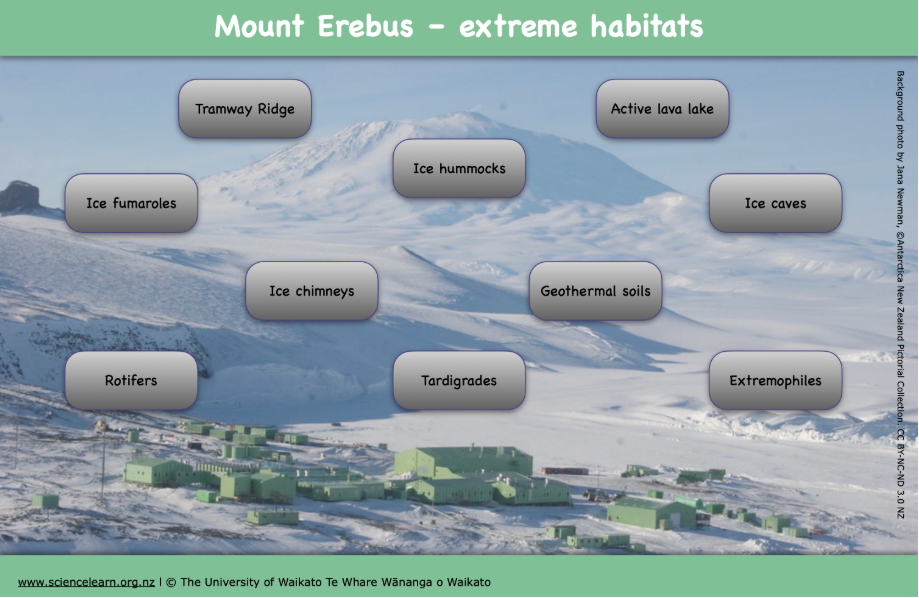 Mount Erebus – extreme habitats
Tramway Ridge
Active lava lake
Ice hummocks
Ice fumaroles
Ice caves
Ice chimneys
Geothermal soils
Rotifers
Tardigrades
Extremophiles
Background photo by Jana Newman, ©Antarctica New Zealand Pictorial Collection. CC BY-NC-ND 3.0 NZ
www.sciencelearn.org.nz | © The University of Waikato Te Whare Wānanga o Waikato